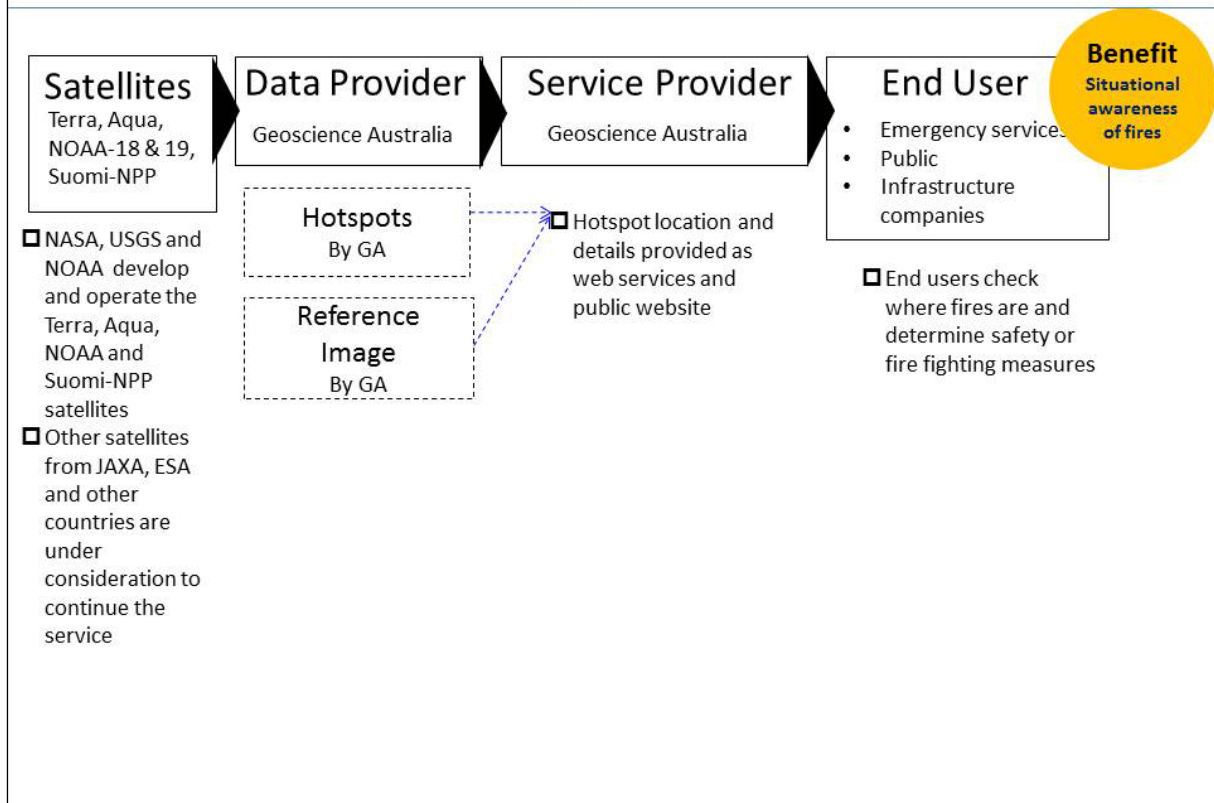 Satellites
Terra, Aqua,
NOAA-18 & 19,
Suomi-NPP
❑ NASA, USGS and
NOAA develop
and operate the
Terra, Aqua,
NOAA and
Suomi-NPP
satellites
❑ Other satellites
from JAXA, ESA
and other
countries are
under
consideration to
continue the
service
Data Provider
Geoscience Australia
Hotspots
By GA
Reference
Image
By GA
Service Provider
Geoscience Australia
❑ Hotspot location and
details provided as
web services and
public website
End User
• Emergency services
• Public
• Infrastructure
companies
❑ End users check
where fires are and
determine safety or
fire fighting measures
Benefit
Situational
awareness
of fires